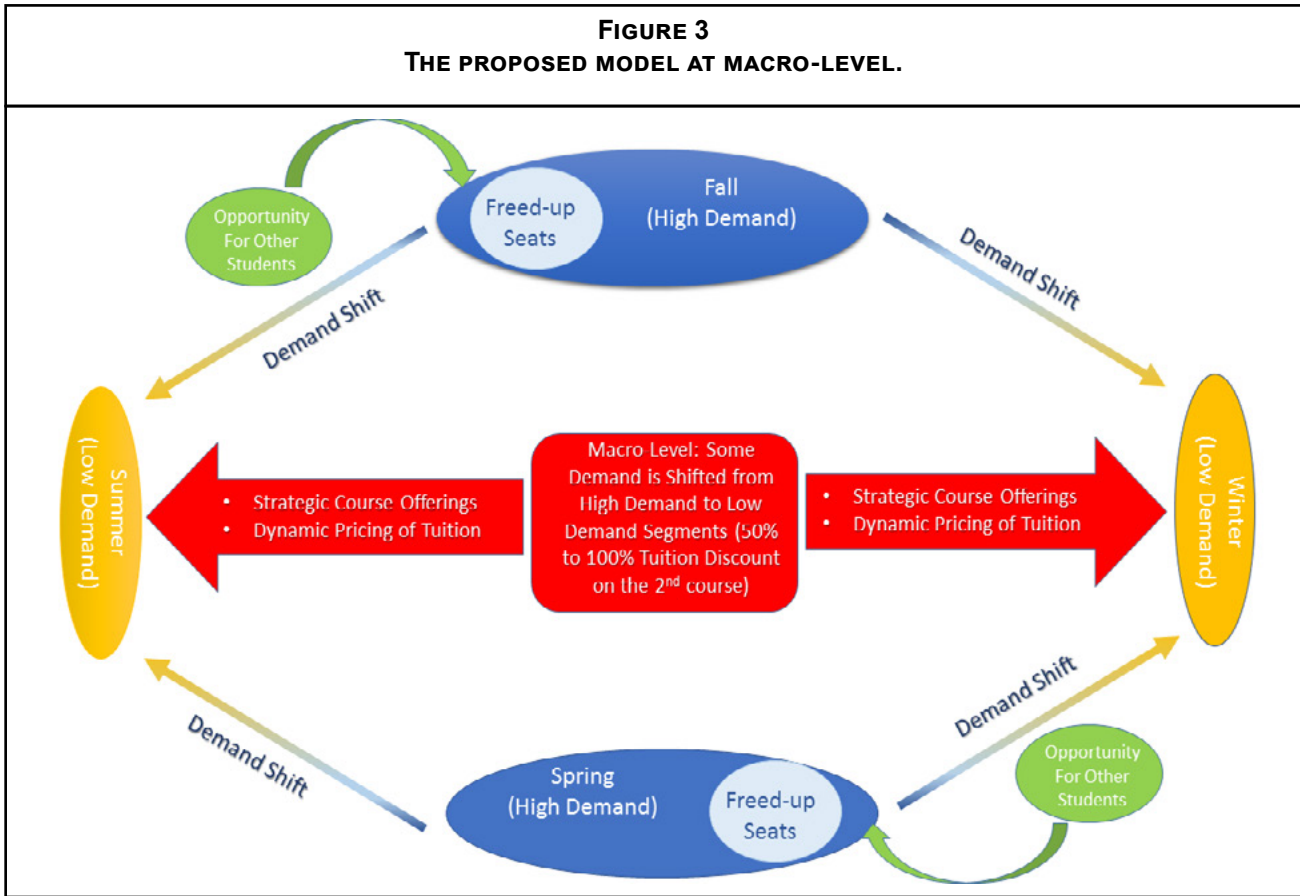 FIGURE 3
THE PROPOSED MODEL AT MACRO-LEVEL.
Opportunity
For Other
Students
Freed-up
Seats
Fall
(High Demand)
Demand Shift
Demand Shift
Summer
(Low Demand)
• Strategic Course Offerings
• Dynamic Pricing of Tuition
Macro-Level: Some
Demand is Shifted from
High Demand to Low
Demand Segments (50%
to 100% Tuition Discount
on the 2nd course)
• Strategic Course Offerings
• Dynamic Pricing of Tuition
Winter
(Low Demand)
Demand Shift
Demand Shift
Spring
(High Demand)
Freed-up
Seats
Opportunity
For Other
Students